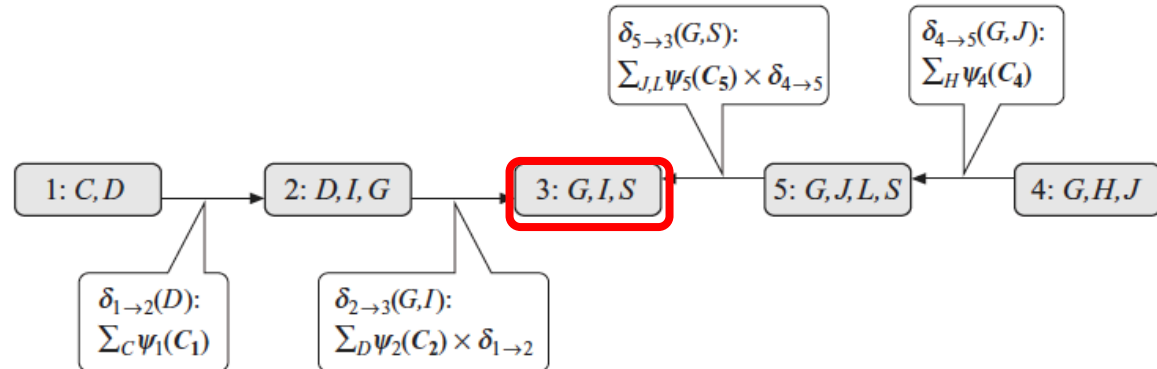 δ5→3(G,S):
∑J,L ψ5(C5) × δ4→5
δ4→5(G,J):
∑H ψ4(C4)
1: C,D
2: D,I,G
3: G,I,S
5: G,J,L,S
4: G,H,J
δ1→2(D):
∑C ψ1(C1)
δ2→3(G,I):
∑D ψ2(C2) × δ1→2